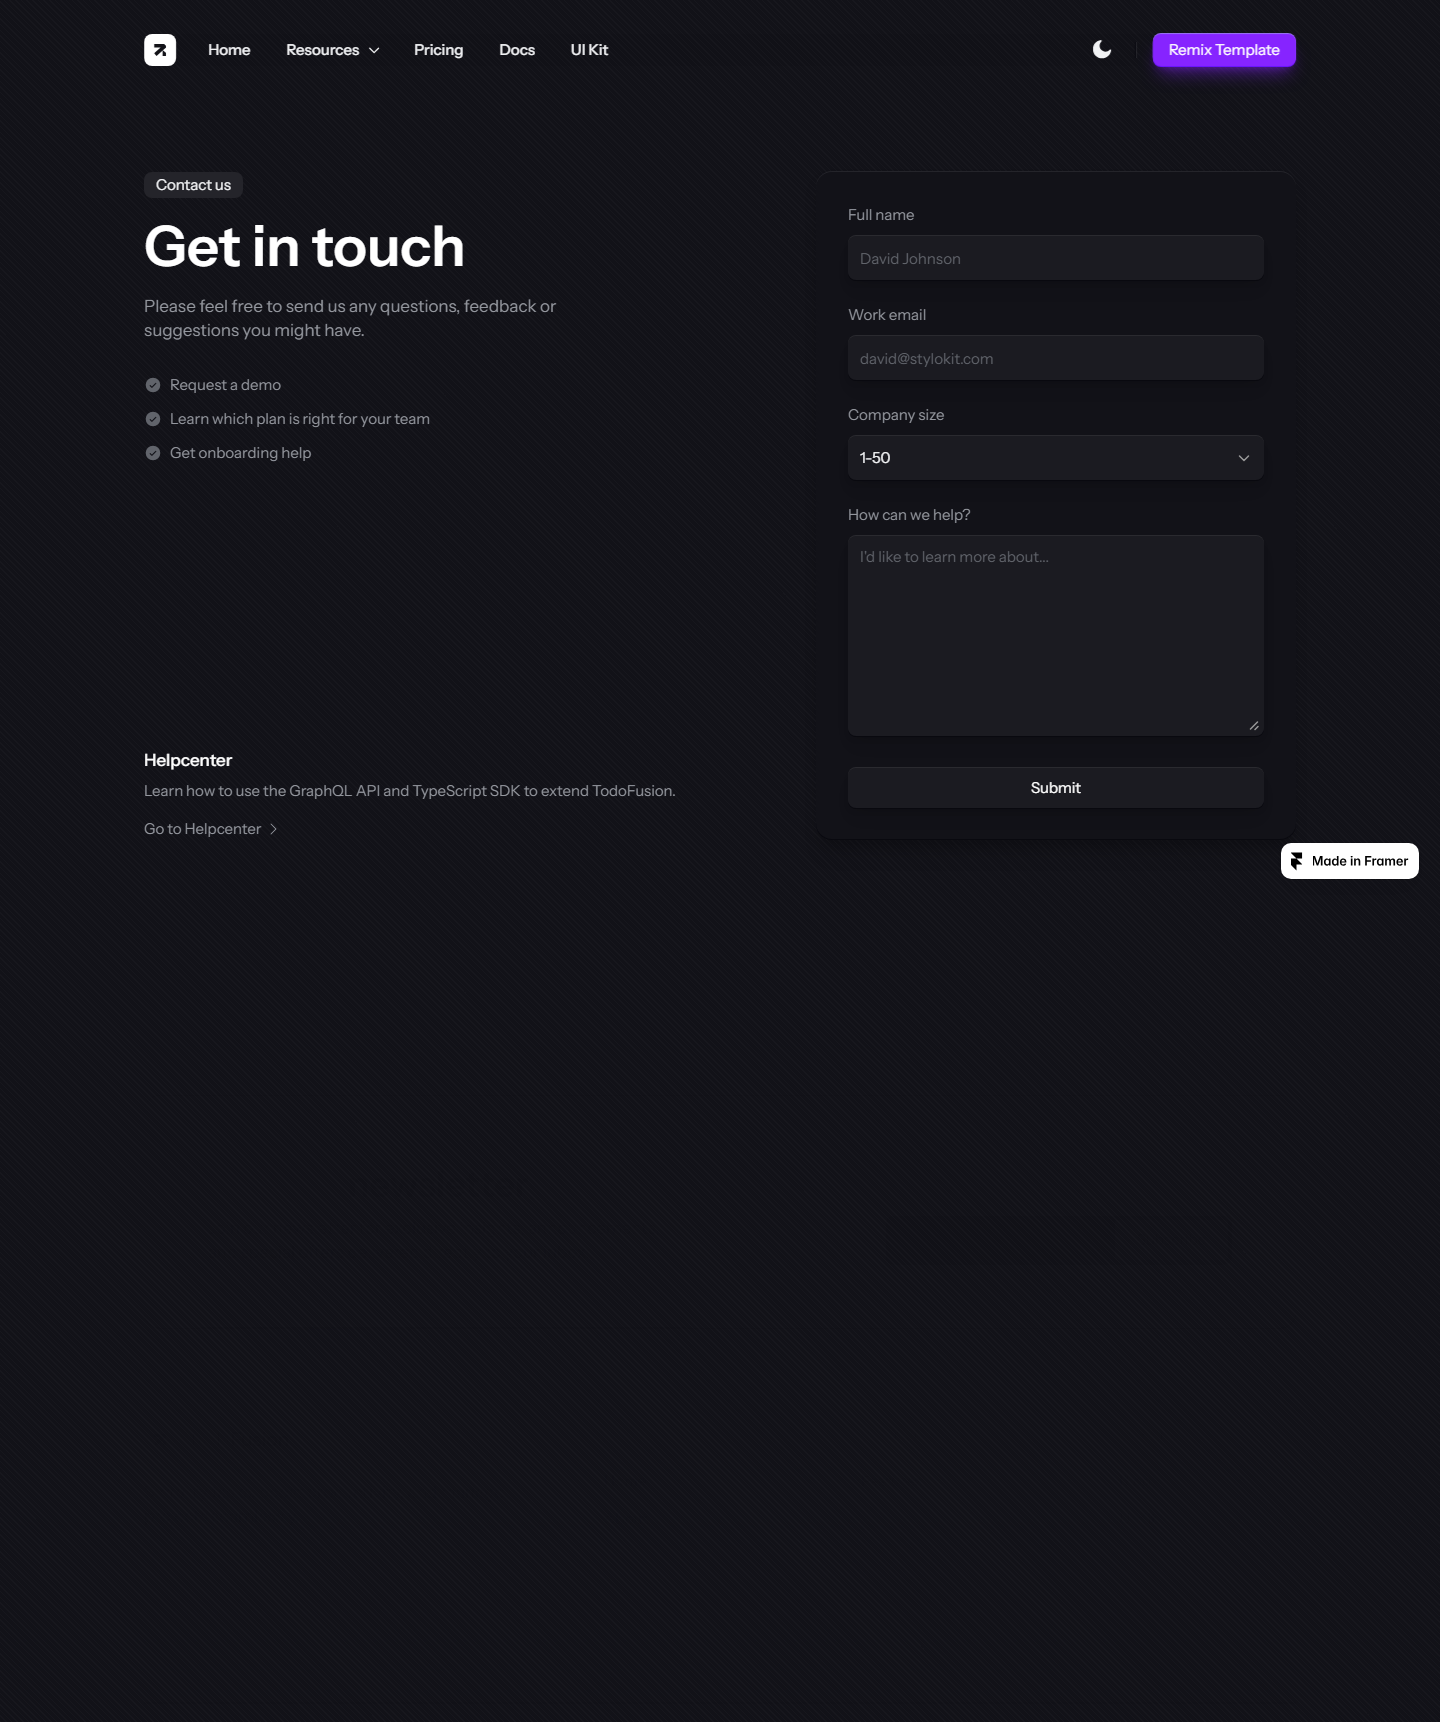 Home
Resources
Pricing
Docs
UI Kit
Remix Template
Contact us
Get in touch
Please feel free to send us any questions, feedback or
suggestions you might have.
Request a demo
Learn which plan is right for your team
Get onboarding help
Helpcenter
Learn how to use the GraphQL API and TypeScript SDK to extend TodoFusion.
Go to Helpcenter
Full name
David Johnson
Work email
david@stylokit.com
Company size
1-50
How can we help?
I'd like to learn more about...
Submit
Made in Framer